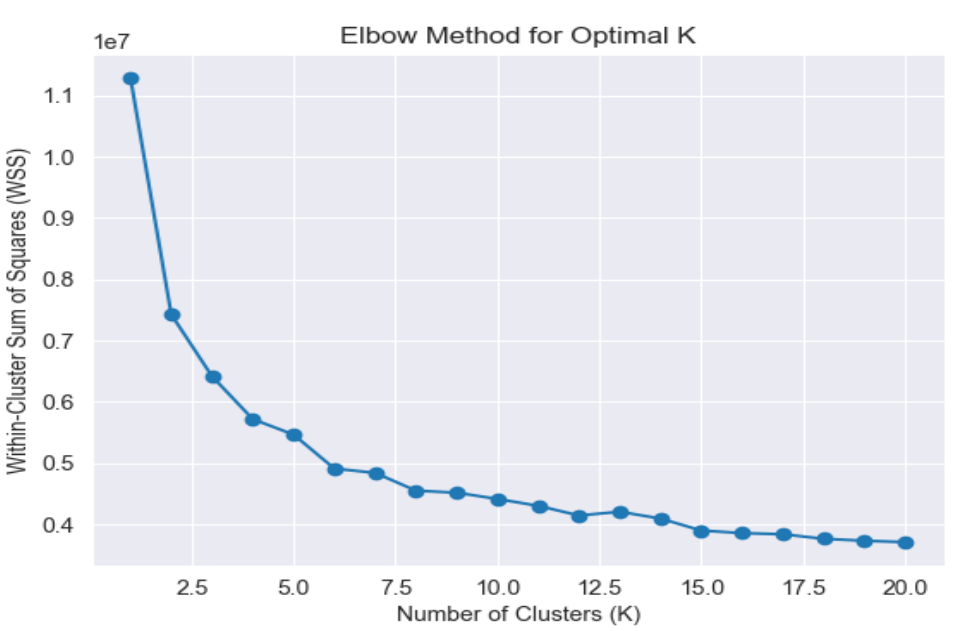 Elbow Method for Optimal K
1e7
1.1
1.0
0.9
0.8
0.7
0.6
0.5
0.4
Within-Cluster Sum of Squares (WSS)
2.5 5.0 7.5 10.0 12.5 15.0 17.5 20.0
Number of Clusters (K)